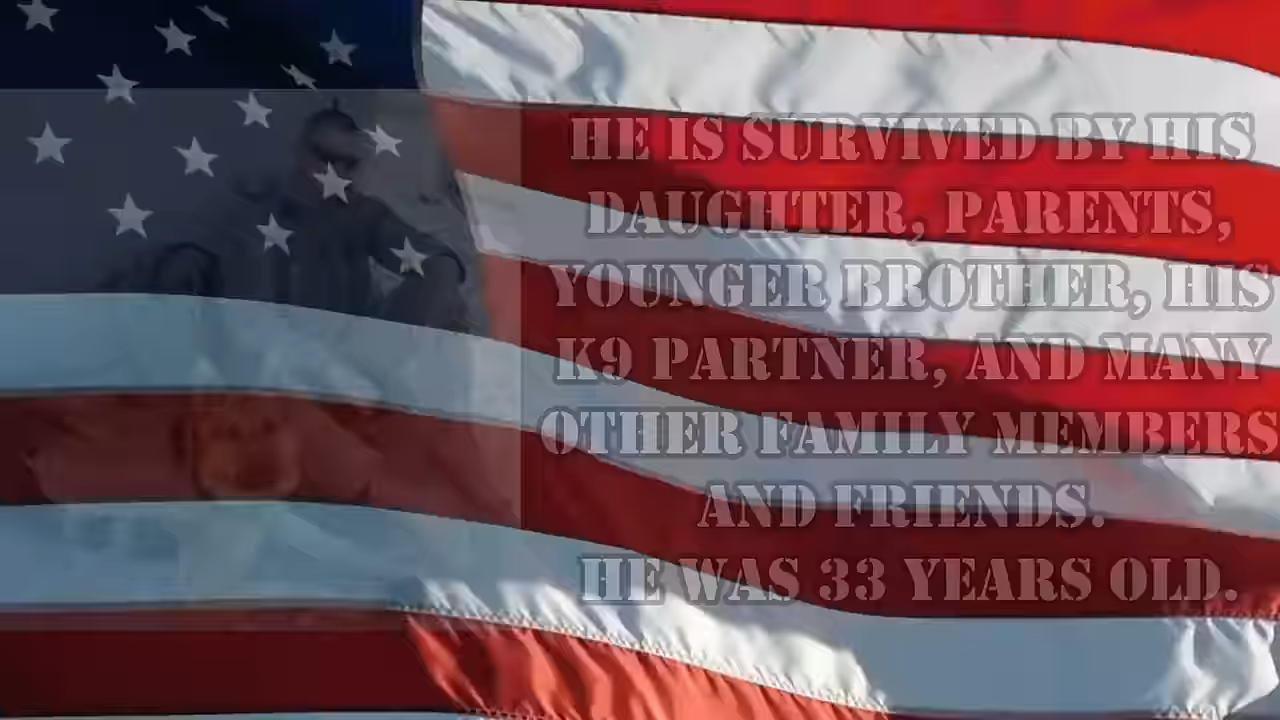 HE IS SURVIVED BY HIS
DAUGHTER, PARENTS,
YOUNGER BROTHER, HIS
K9 PARTNER, AND MANY
OTHER FAMILY MEMBERS
AND FRIENDS.
HE WAS 33 YEARS OLD.